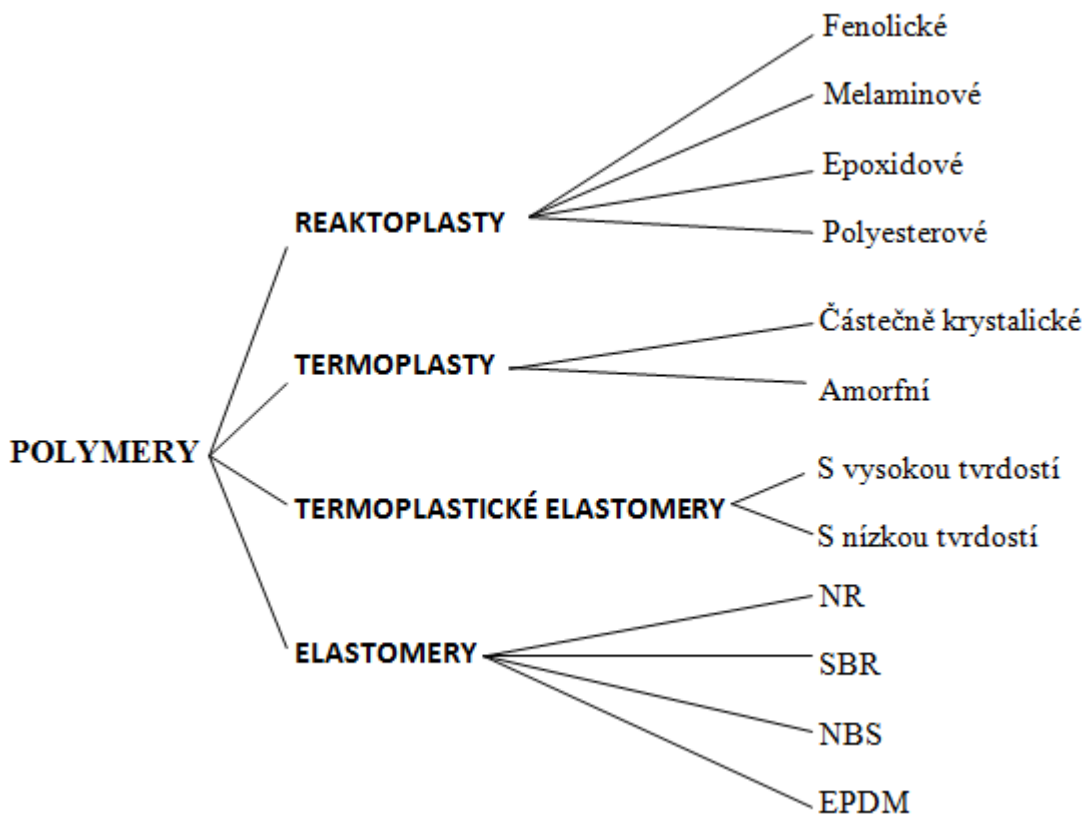 POLYMERY
REAKTOPLASTY
Fenolické
Melaminové
Epoxidové
Polyesterové
TERMOPLASTY
Částečně krystalické
Amorfní
TERMOPLASTICKÉ ELASTOMERY
S vysokou tvrdostí
S nízkou tvrdostí
ELASTOMERY
NR
SBR
NBS
EPDM